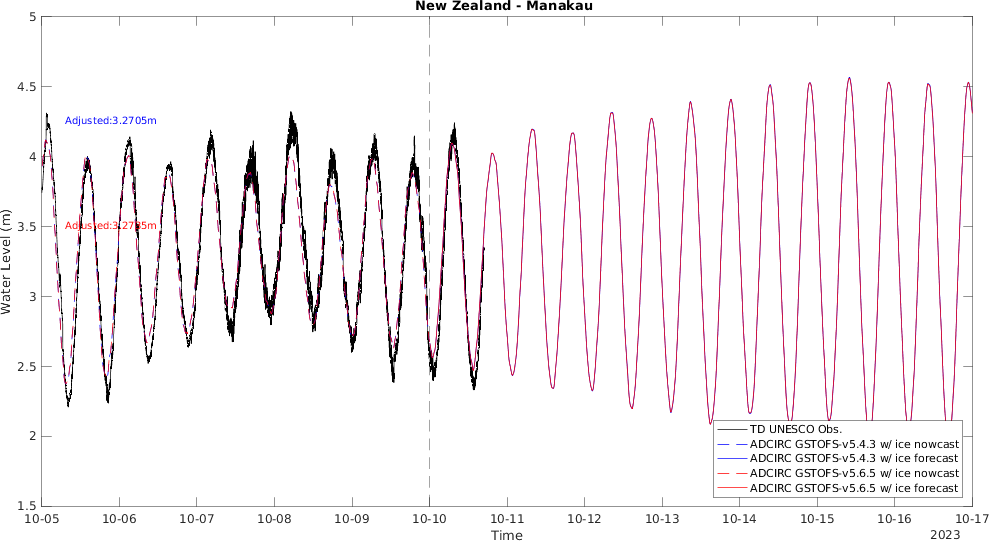 New Zealand - Manakau
5
4.5
4
3.5
3
2.5
2
1.5
Water Level (m)
Adjusted:3.2705m
Adjusted:3.2735m
TD UNESCO Obs.
ADCIRC GSTOFS-v5.4.3 w/ ice nowcast
ADCIRC GSTOFS-v5.4.3 w/ ice forecast
ADCIRC GSTOFS-v5.6.5 w/ ice nowcast
ADCIRC GSTOFS-v5.6.5 w/ ice forecast
10-05 10-06 10-07 10-08 10-09 10-10 10-11 10-12 10-13 10-14 10-15 10-16 10-17
Time
2023